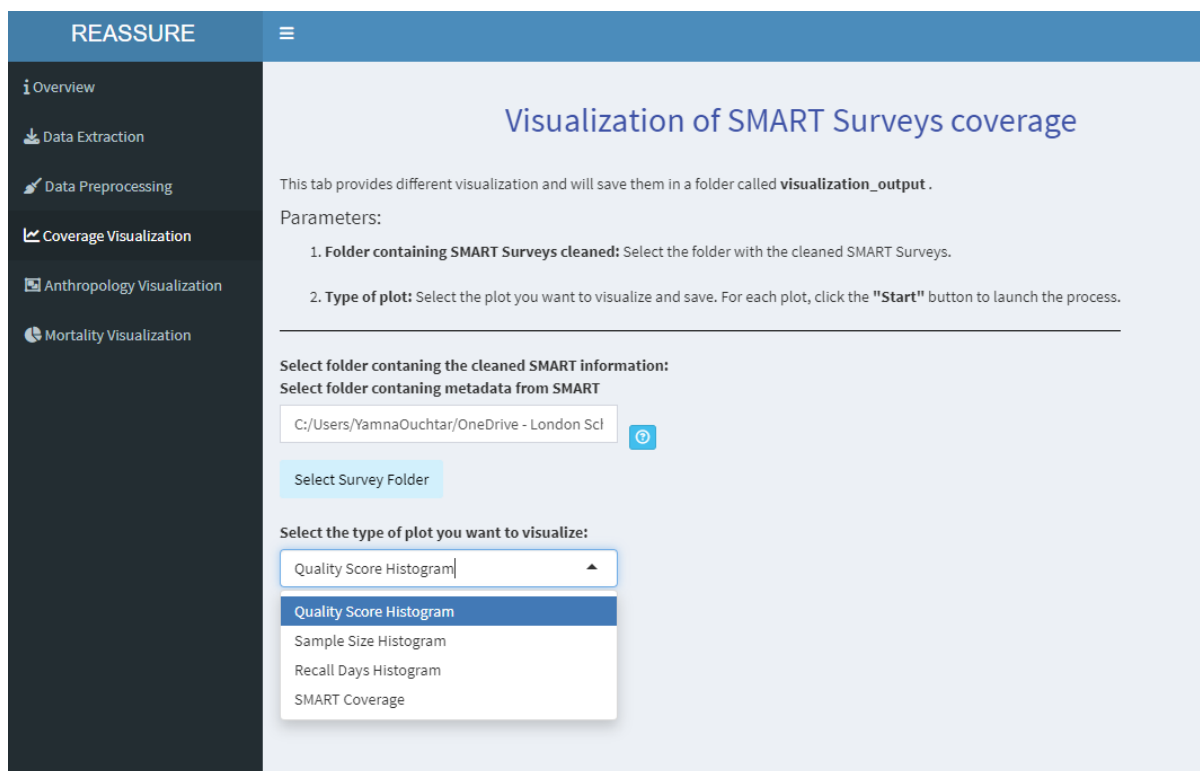 REASSURE
Overview
Data Extraction
Data Preprocessing
Coverage Visualization
Anthropology Visualization
Mortality Visualization
Visualization of SMART Surveys coverage
This tab provides different visualization and will save them in a folder called visualization_output .
Parameters:
1. Folder containing SMART Surveys cleaned: Select the folder with the cleaned SMART Surveys.
2. Type of plot: Select the plot you want to visualize and save. For each plot, click the "Start" button to launch the process.
Select folder contaning the cleaned SMART information:
Select folder contaning metadata from SMART
C:/Users/YamnaOuchtar/OneDrive - London Scl
Select Survey Folder
Select the type of plot you want to visualize:
Quality Score Histogram
Quality Score Histogram
Sample Size Histogram
Recall Days Histogram
SMART Coverage